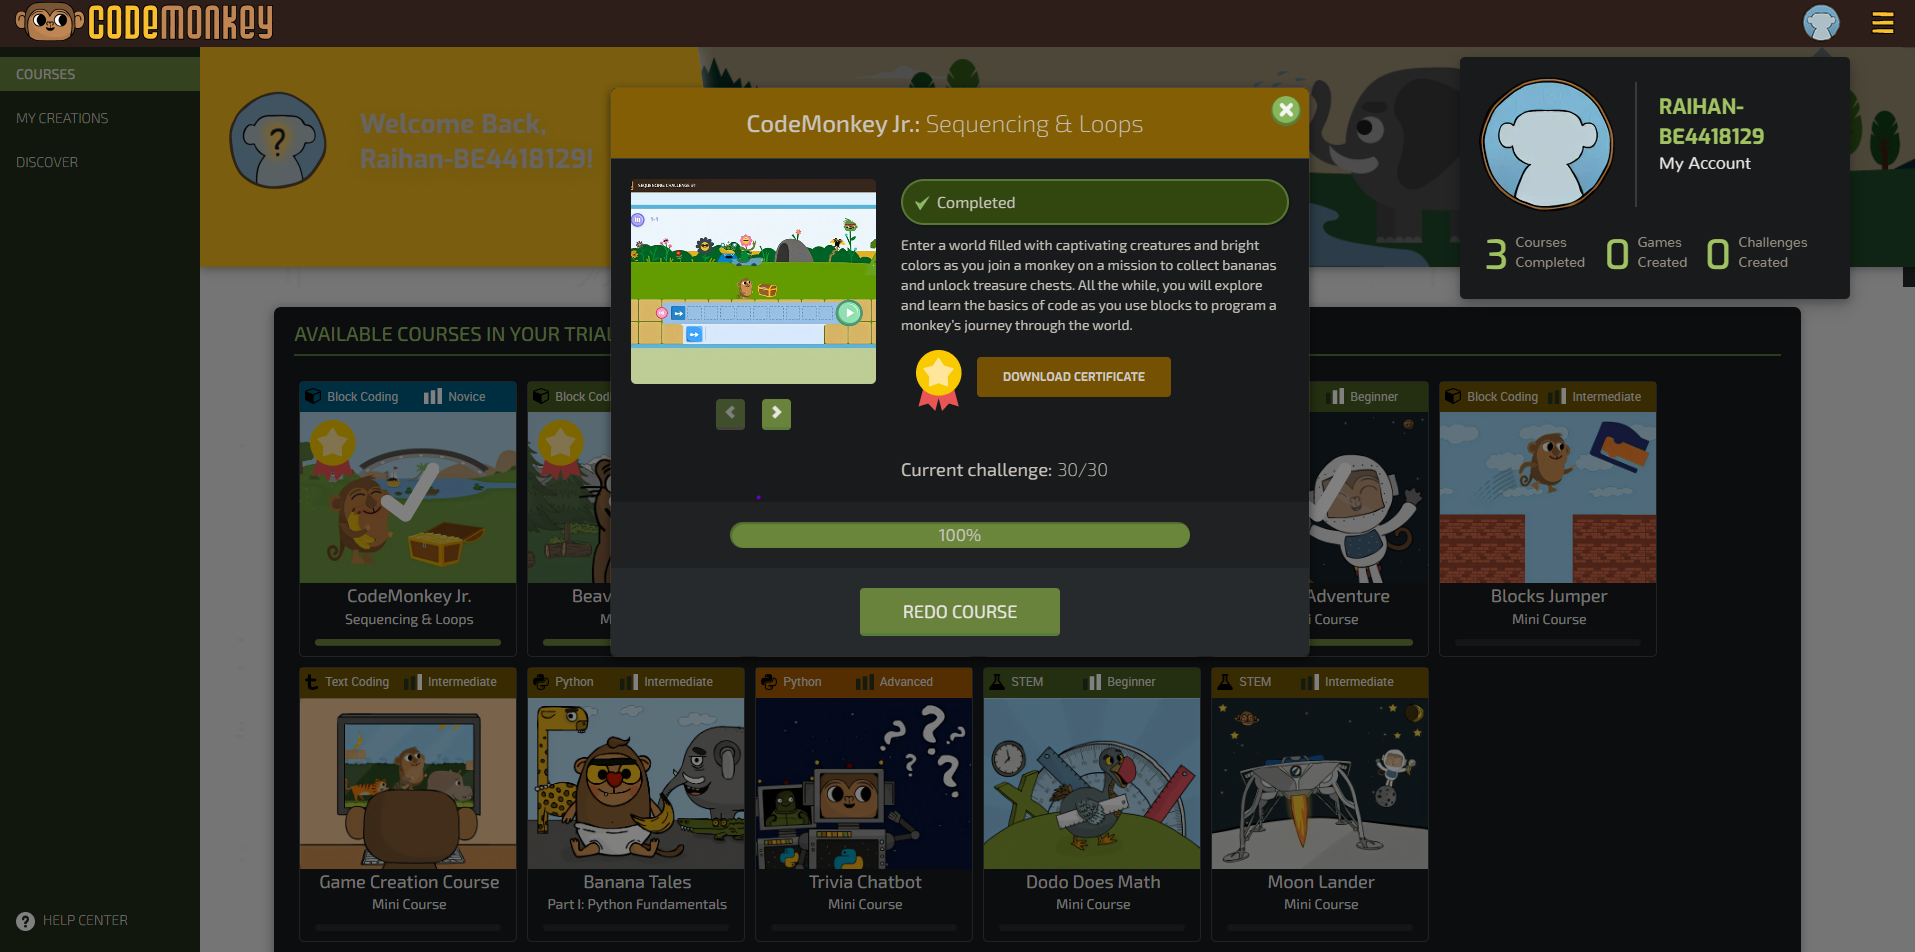 CODEMONKEY
COURSES
MY CREATIONS
DISCOVER
HELP CENTER
Welcome Back,
Raihan-BE4418129!
RAIHAN-
BE4418129
My Account
3 Courses Completed
0 Games Created
0 Challenges Created
CodeMonkey Jr.: Sequencing & Loops
SEQUENCING CHALLENGE #1
1-1
Completed
Enter a world filled with captivating creatures and bright
colors as you join a monkey on a mission to collect bananas
and unlock treasure chests. All the while, you will explore
and learn the basics of code as you use blocks to program a
monkey's journey through the world.
DOWNLOAD CERTIFICATE
Current challenge: 30/30
100%
REDO COURSE
AVAILABLE COURSES IN YOUR TRIAL
Block Coding Novice
CodeMonkey Jr.
Sequencing & Loops
Block Codi
Beav
M
Beginner
Adventure
i Course
Block Coding Intermediate
Blocks Jumper
Mini Course
Text Coding Intermediate
Game Creation Course
Mini Course
Python Intermediate
Banana Tales
Part I: Python Fundamentals
Python Advanced
Trivia Chatbot
Mini Course
STEM Beginner
Dodo Does Math
Mini Course
STEM Intermediate
Moon Lander
Mini Course